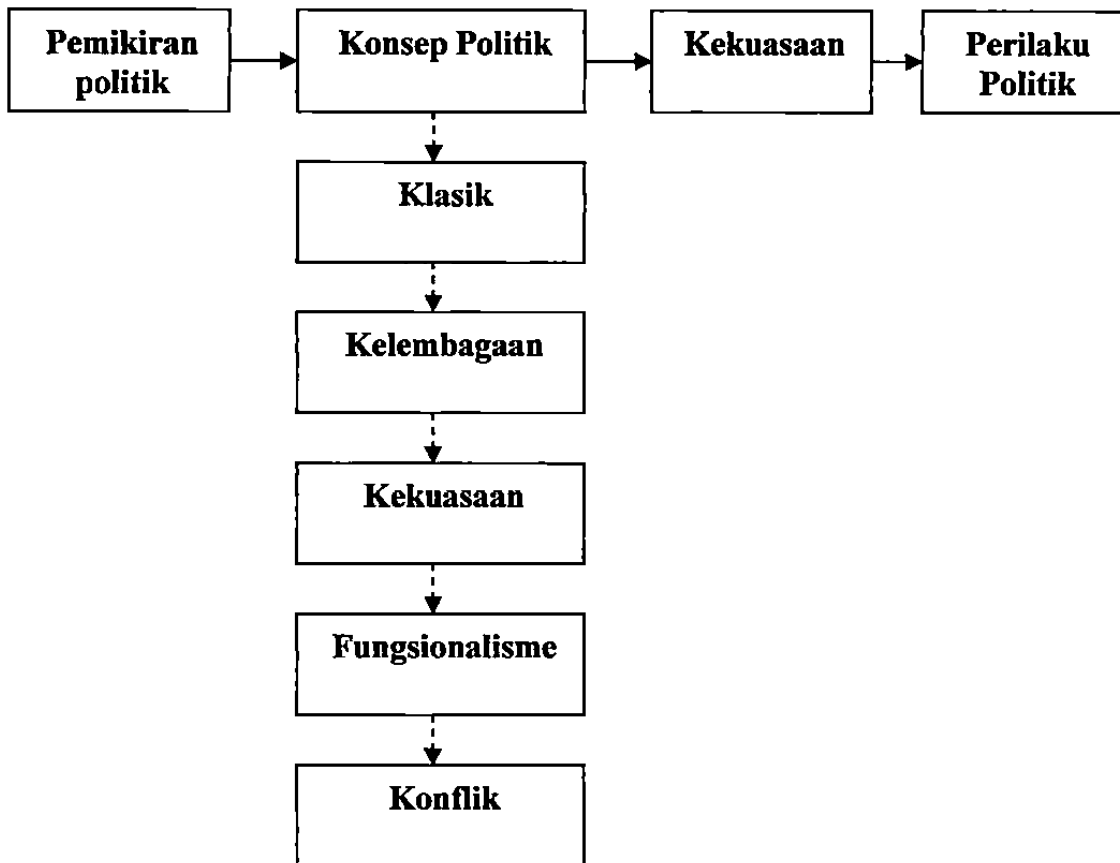 Pemikiran
politik
Konsep Politik
Kekuasaan
Perilaku
Politik
Klasik
Kelembagaan
Kekuasaan
Fungsionalisme
Konflik